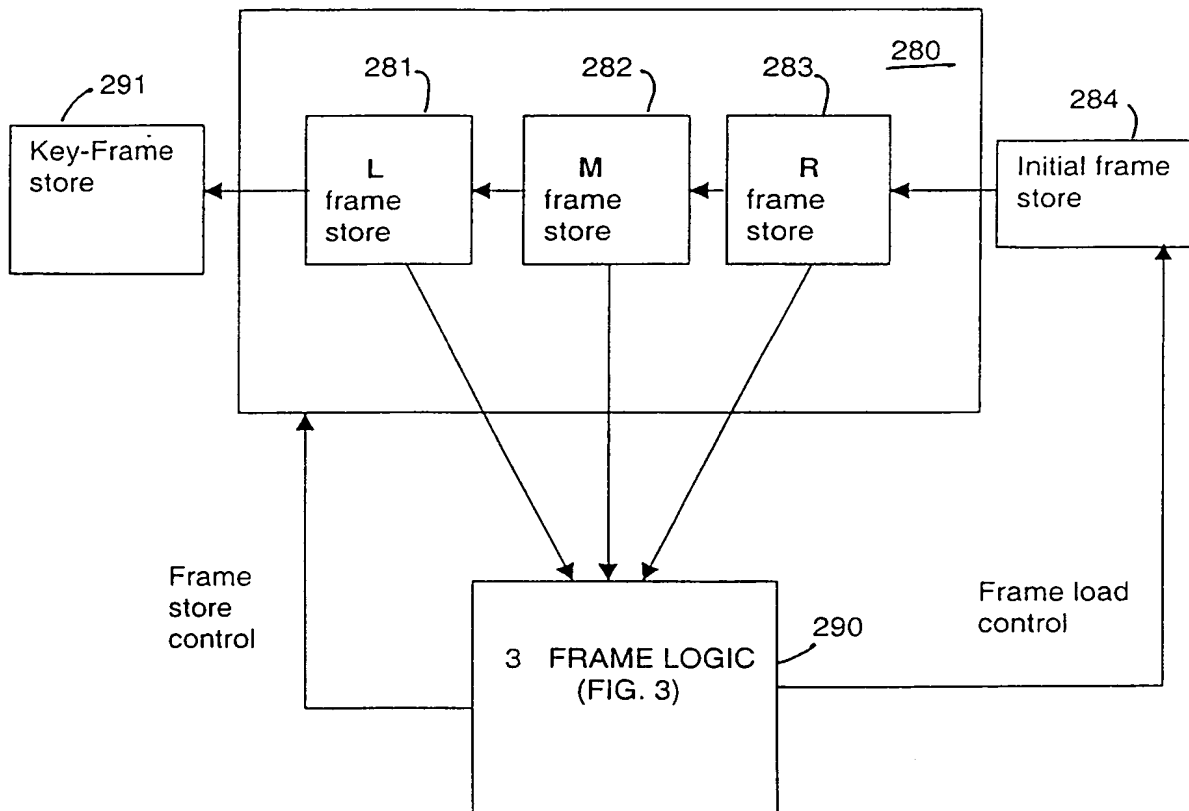 280
291
281
282
283
284
Key-Frame
store
L
frame
store
M
frame
store
R
frame
store
Initial frame
store
Frame
store
control
3 FRAME LOGIC
(FIG. 3)
290
Frame load
control